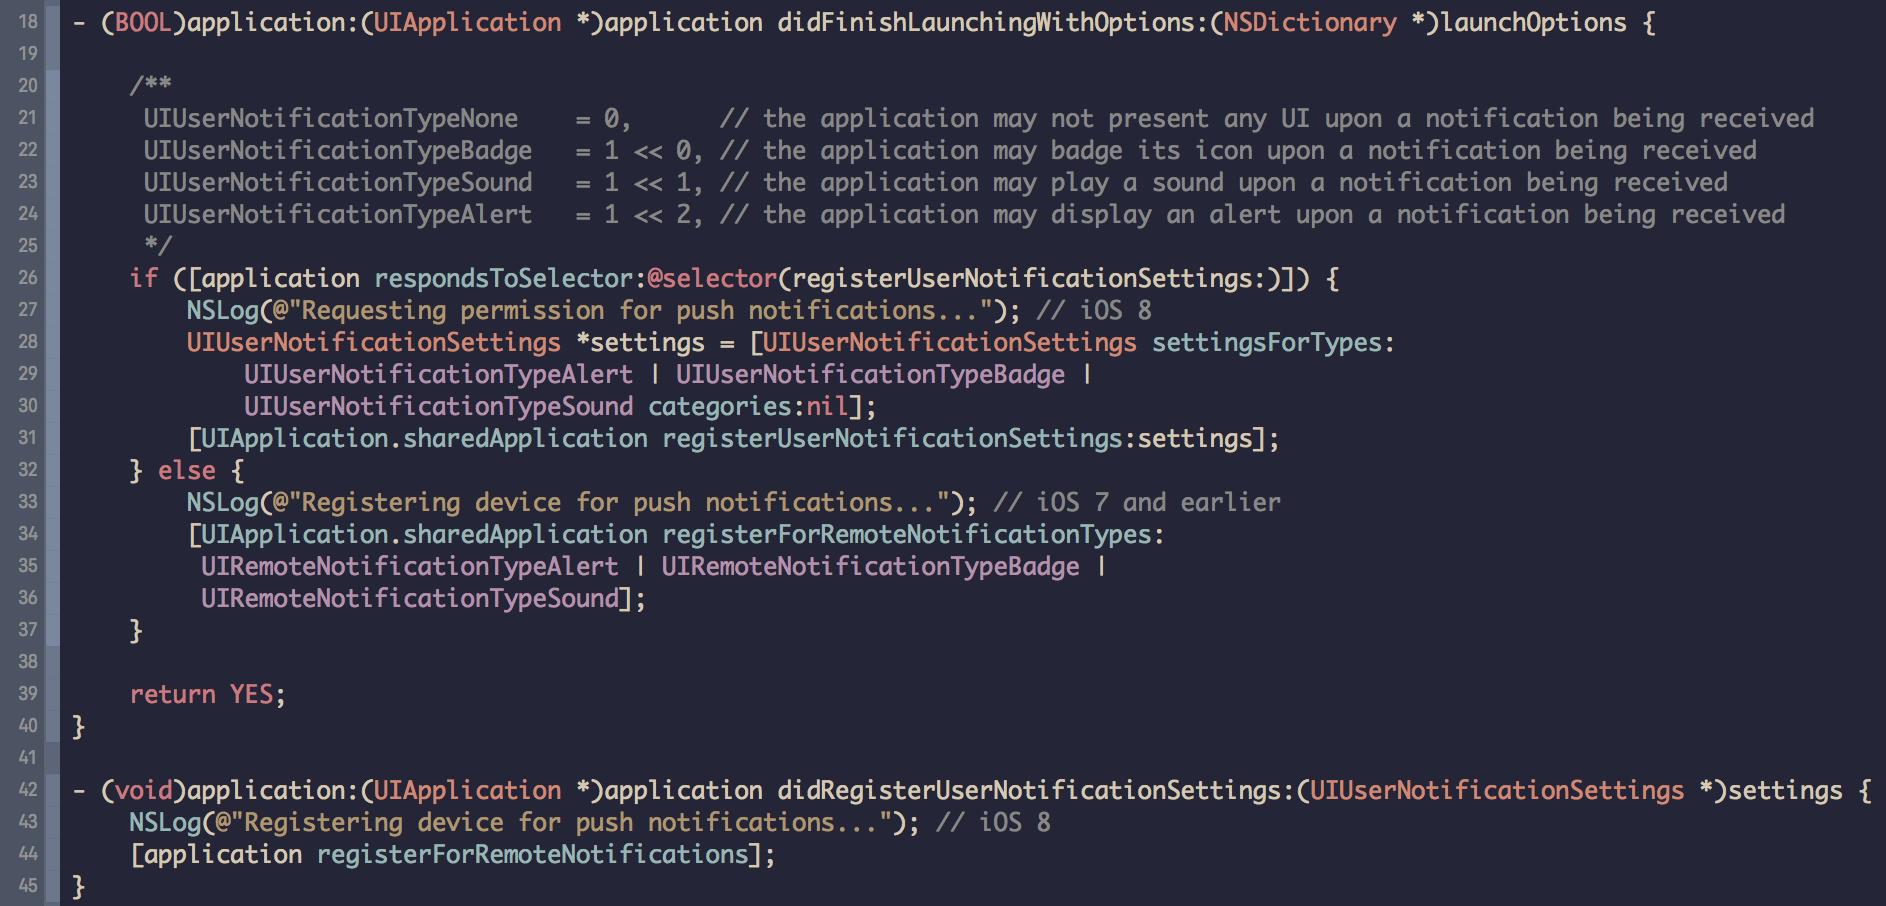 18 - (BOOL)application:(UIApplication *)application didFinishLaunchingWithOptions:(NSDictionary *)launchOptions {
19
20     /**
21      UIUserNotificationTypeNone    = 0,      // the application may not present any UI upon a notification being received
22      UIUserNotificationTypeBadge   = 1 << 0, // the application may badge its icon upon a notification being received
23      UIUserNotificationTypeSound   = 1 << 1, // the application may play a sound upon a notification being received
24      UIUserNotificationTypeAlert   = 1 << 2, // the application may display an alert upon a notification being received
25      */
26     if ([application respondsToSelector:@selector(registerUserNotificationSettings:)]) {
27         NSLog(@"Requesting permission for push notifications..."); // iOS 8
28         UIUserNotificationSettings *settings = [UIUserNotificationSettings settingsForTypes:
29             UIUserNotificationTypeAlert | UIUserNotificationTypeBadge |
30             UIUserNotificationTypeSound categories:nil];
31         [UIApplication.sharedApplication registerUserNotificationSettings:settings];
32     } else {
33         NSLog(@"Registering device for push notifications..."); // iOS 7 and earlier
34         [UIApplication.sharedApplication registerForRemoteNotificationTypes:
35          UIRemoteNotificationTypeAlert | UIRemoteNotificationTypeBadge |
36          UIRemoteNotificationTypeSound];
37     }
38
39     return YES;
40 }
41
42 - (void)application:(UIApplication *)application didRegisterUserNotificationSettings:(UIUserNotificationSettings *)settings {
43     NSLog(@"Registering device for push notifications..."); // iOS 8
44     [application registerForRemoteNotifications];
45 }